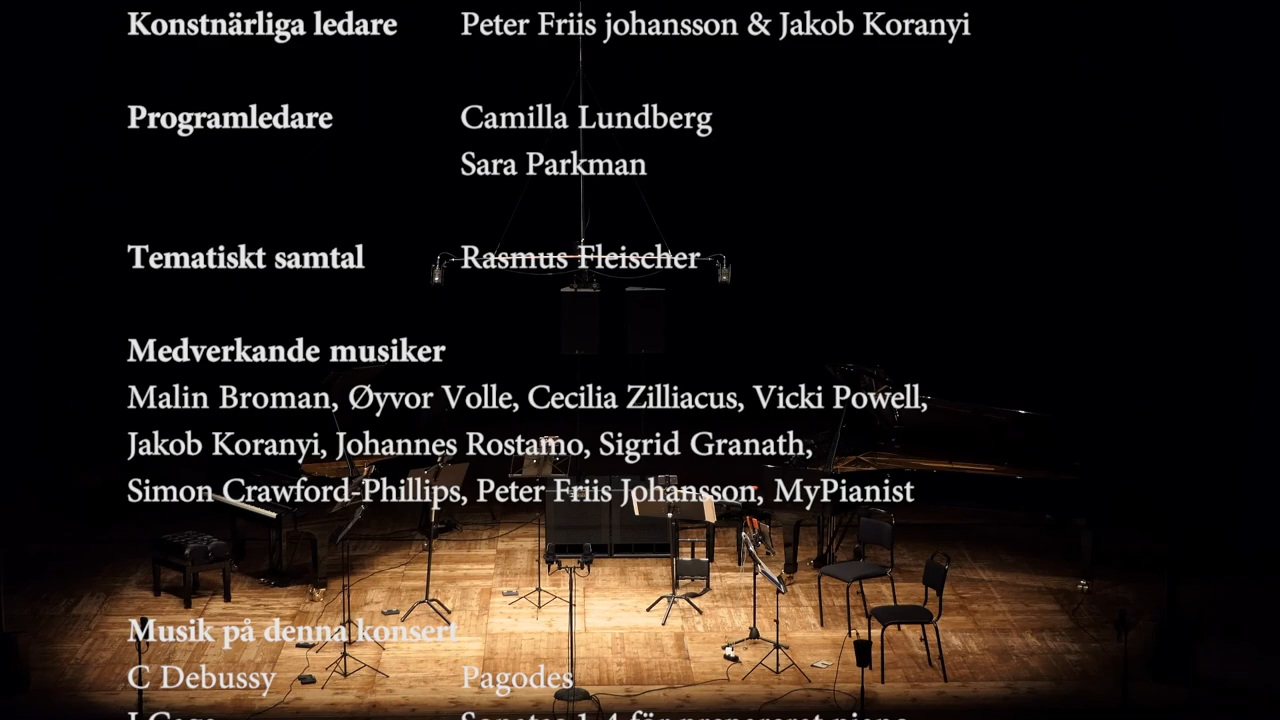 Konstnärliga ledare Peter Friis johansson & Jakob Koranyi
Programledare Camilla Lundberg
Sara Parkman
Tematiskt samtal Rasmus Fleischer
Medverkande musiker
Malin Broman, Øyvor Volle, Cecilia Zilliacus, Vicki Powell,
Jakob Koranyi, Johannes Rostamo, Sigrid Granath,
Simon Crawford-Phillips, Peter Friis Johansson, MyPianist
Musik på denna konsert
C Debussy Pagodes